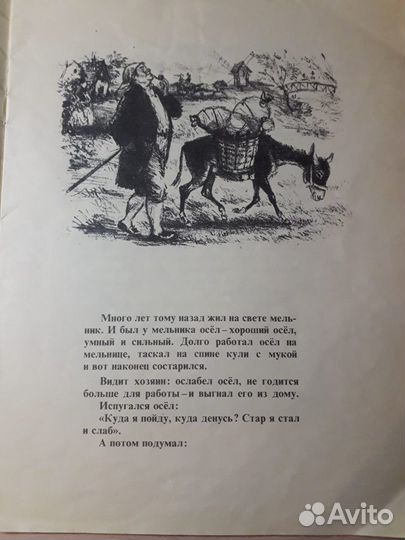 Много лет тому назад жил на свете мель-
ник. И был у мельника осёл – хороший осёл,
умный и сильный. Долго работал осёл на
мельнице, таскал на спине кули с мукой
и вот наконец состарился.
Видит хозяин: ослабел осёл, не годится
больше для работы – и выгнал его из дому.
Испугался осёл:
«Куда я пойду, куда денусь? Стар я стал
и слаб».
А потом подумал:
Avito